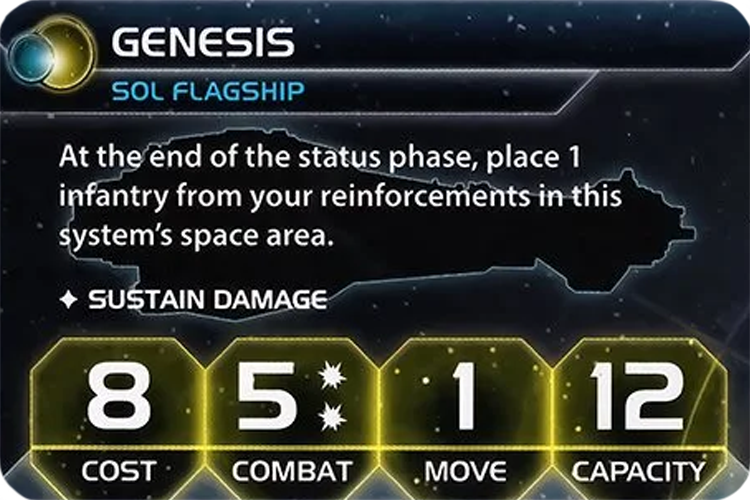 GENESIS
SOL FLAGSHIP
At the end of the status phase, place 1
infantry from your reinforcements in this
system's space area.
✦ SUSTAIN DAMAGE
8 5 1 12
COST COMBAT MOVE CAPACITY